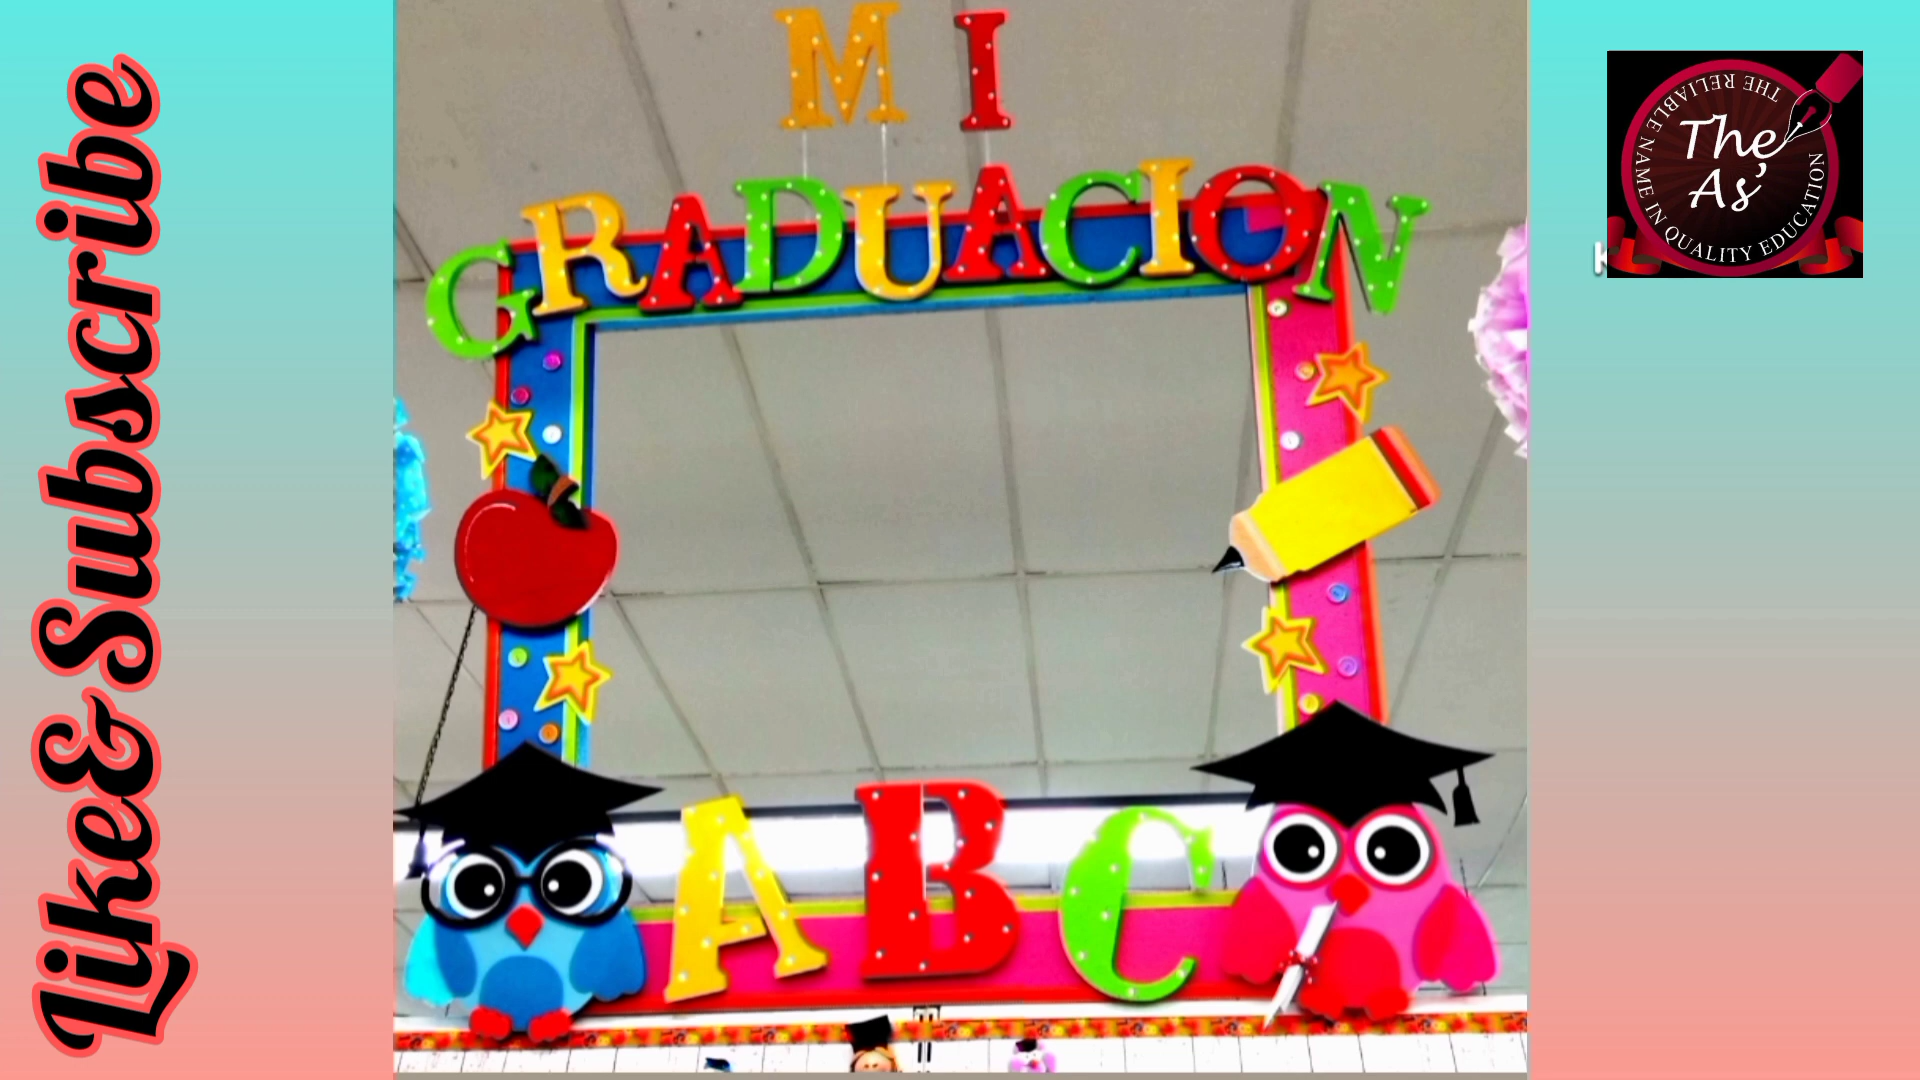 Like&Subscribe
MI
GRADUACION
ABC
THE RELIABLE NAME IN QUALITY EDUCATION
The
As'
K